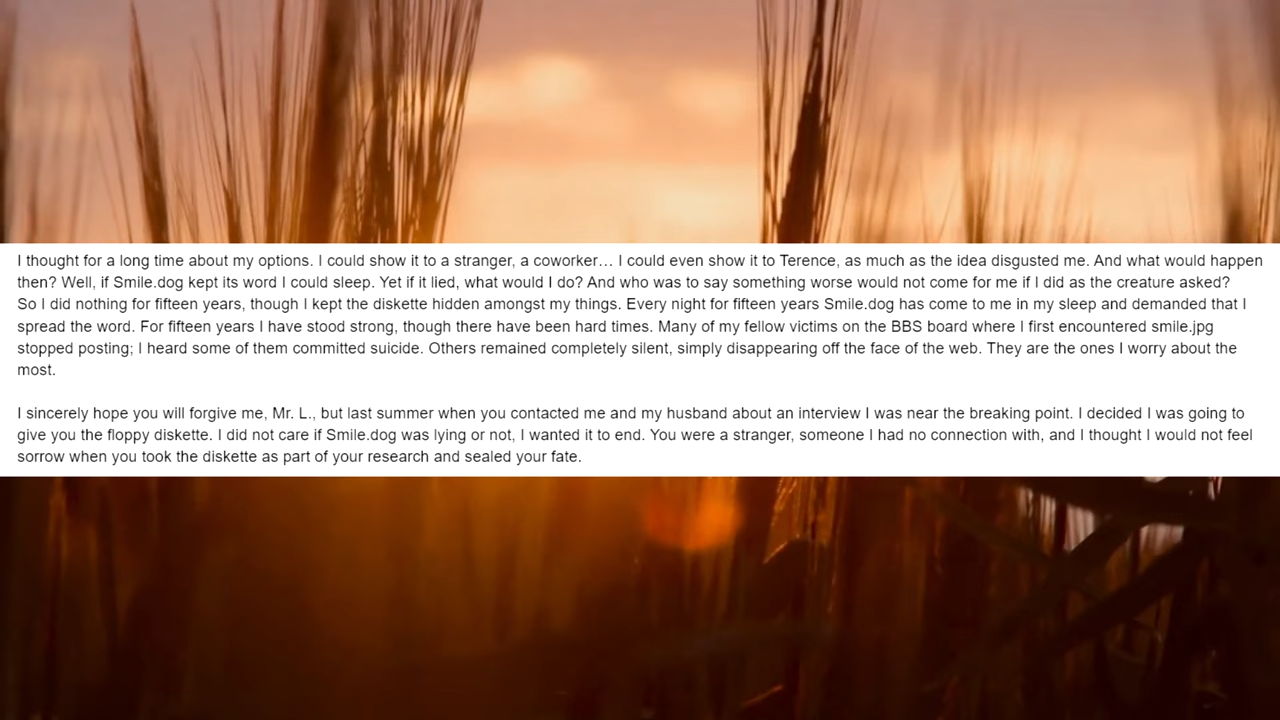 I thought for a long time about my options. I could show it to a stranger, a coworker… I could even show it to Terence, as much as the idea disgusted me. And what would happen
then? Well, if Smile.dog kept its word I could sleep. Yet if it lied, what would I do? And who was to say something worse would not come for me if I did as the creature asked?
So I did nothing for fifteen years, though I kept the diskette hidden amongst my things. Every night for fifteen years Smile.dog has come to me in my sleep and demanded that I
spread the word. For fifteen years I have stood strong, though there have been hard times. Many of my fellow victims on the BBS board where I first encountered smile.jpg
stopped posting; I heard some of them committed suicide. Others remained completely silent, simply disappearing off the face of the web. They are the ones I worry about the
most.
I sincerely hope you will forgive me, Mr. L., but last summer when you contacted me and my husband about an interview I was near the breaking point. I decided I was going to
give you the floppy diskette. I did not care if Smile.dog was lying or not, I wanted it to end. You were a stranger, someone I had no connection with, and I thought I would not feel
sorrow when you took the diskette as part of your research and sealed your fate.